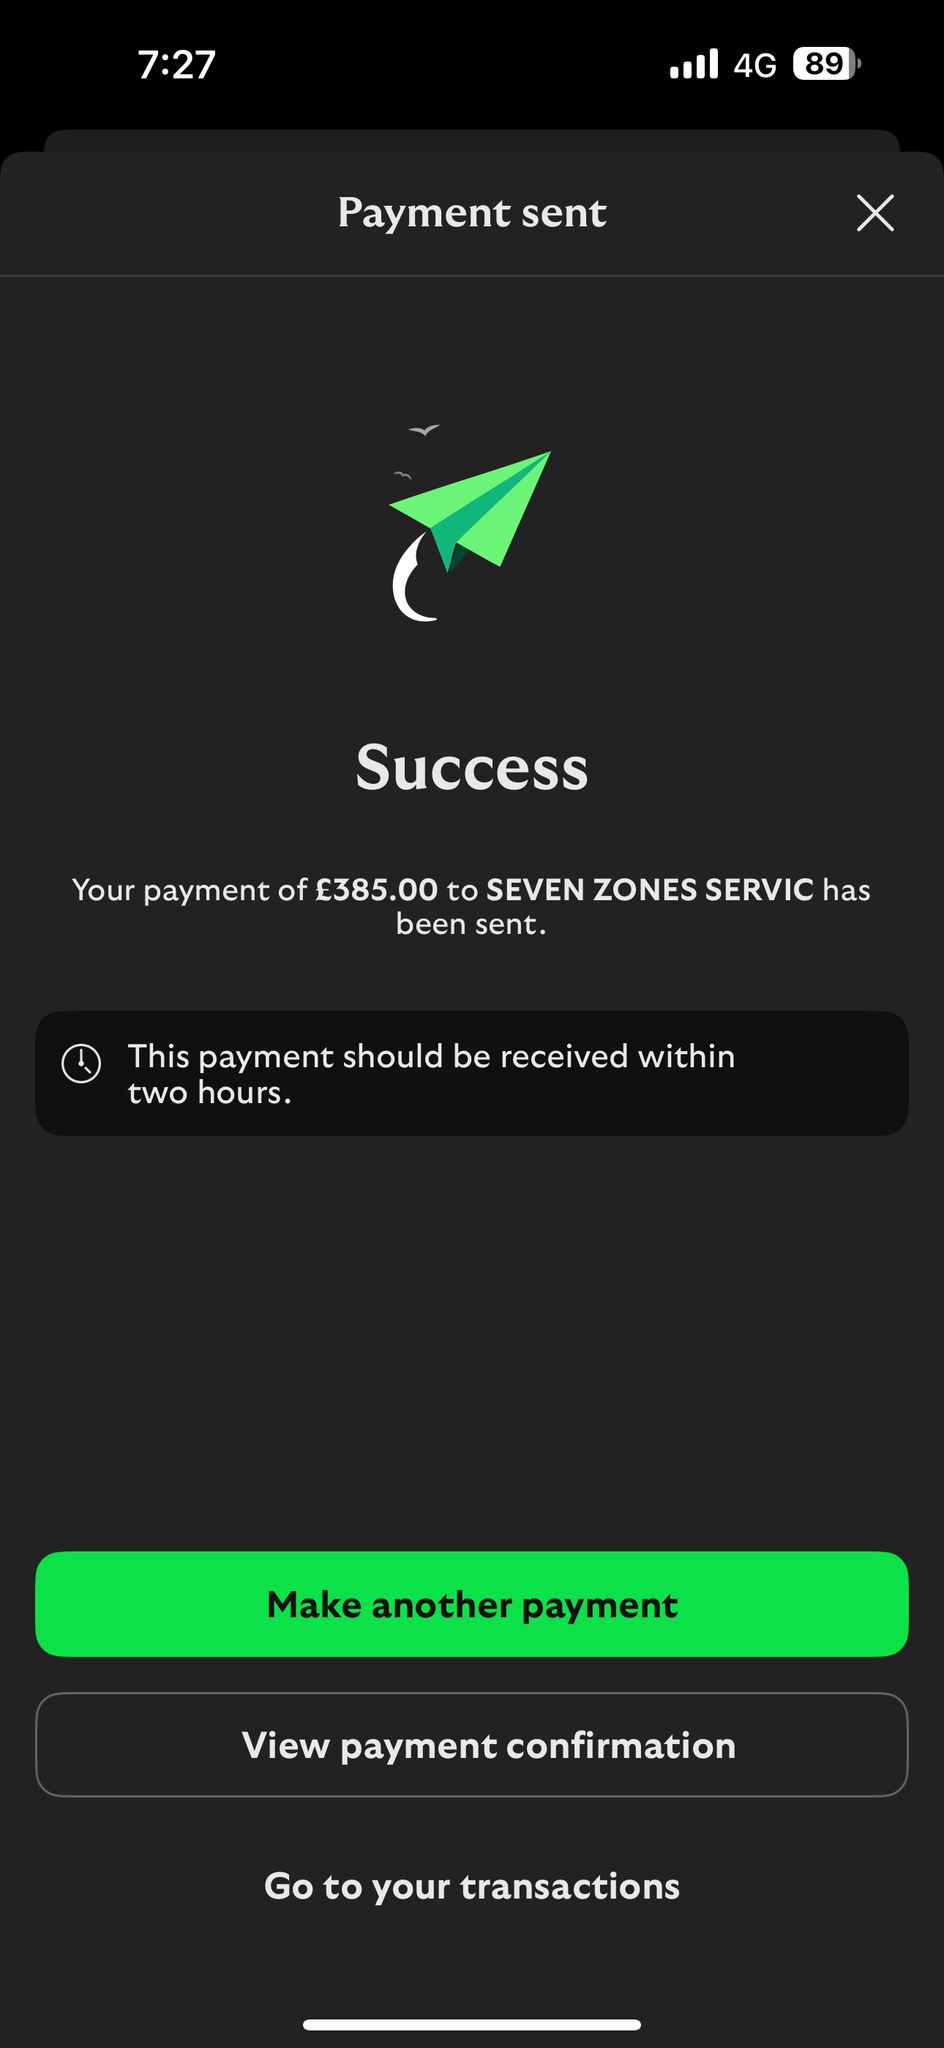 7:27
4G
89
Payment sent
Success
Your payment of £385.00 to SEVEN ZONES SERVIC has
been sent.
This payment should be received within
two hours.
Make another payment
View payment confirmation
Go to your transactions